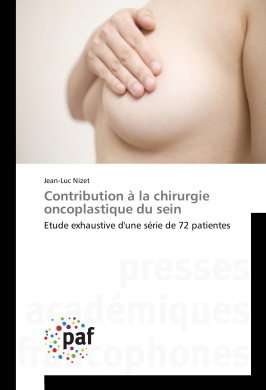 Jean-Luc Nizet
Contribution à la chirurgie
oncoplastique du sein
Etude exhaustive d'une série de 72 patientes
presses
académiques
francophones
paf